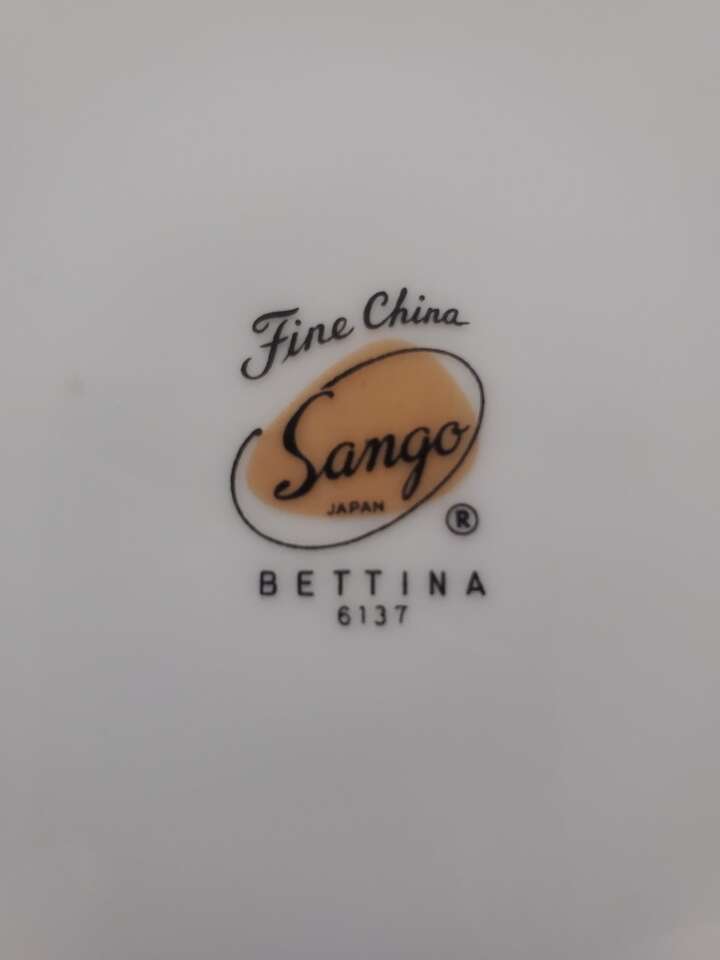 Fine China
Sango
JAPAN
®
BETTINA
6137